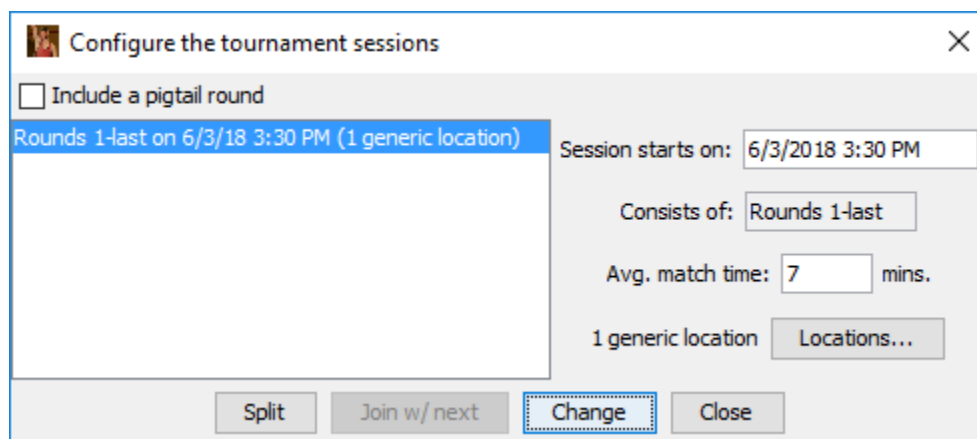 Configure the tournament sessions
Include a pigtail round
Rounds 1-last on 6/3/18 3:30 PM (1 generic location)
Session starts on: 6/3/2018 3:30 PM
Consists of: Rounds 1-last
Avg. match time: 7 mins.
1 generic location Locations...
Split Join w/ next Change Close